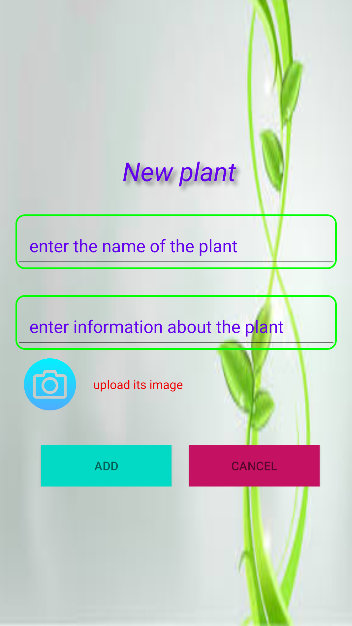 New plant
enter the name of the plant
enter information about the plant
upload its image
ADD
CANCEL